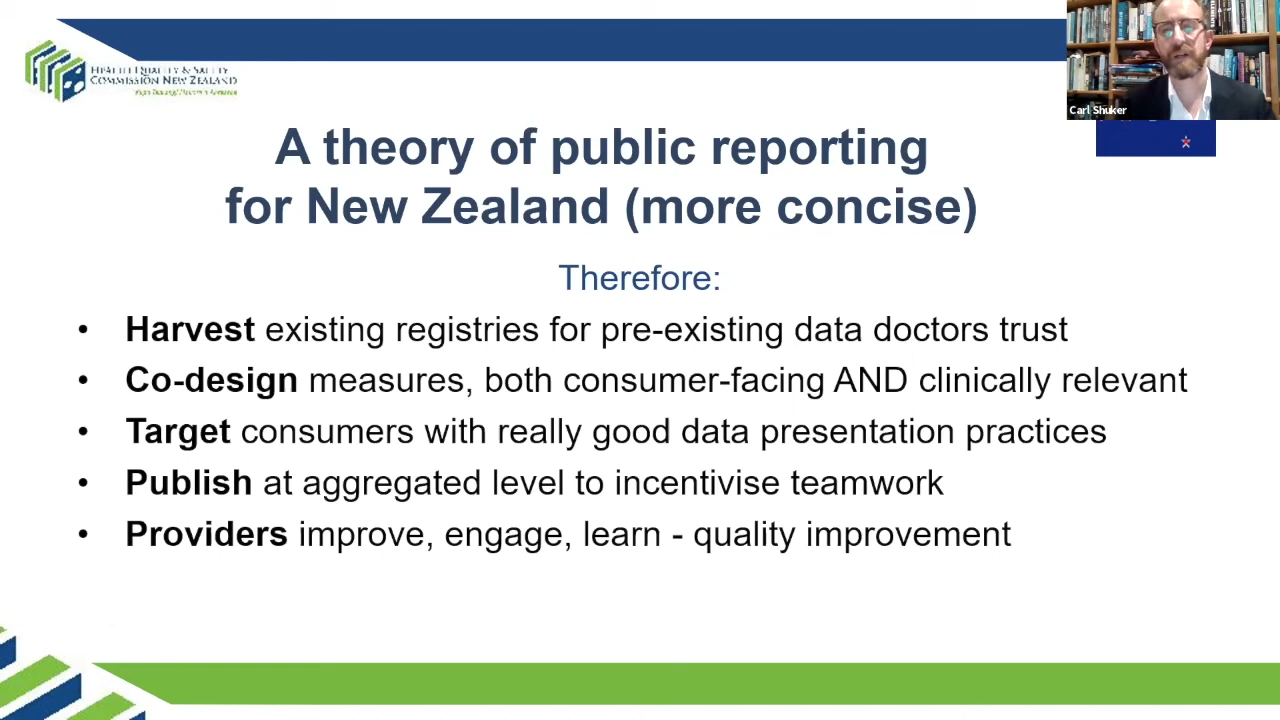 HEALTH QUALITY & SAFETY
COMMISSION NEW ZEALAND
Carl Shuker
A theory of public reporting
for New Zealand (more concise)
Therefore:
• Harvest existing registries for pre-existing data doctors trust
• Co-design measures, both consumer-facing AND clinically relevant
• Target consumers with really good data presentation practices
• Publish at aggregated level to incentivise teamwork
• Providers improve, engage, learn - quality improvement